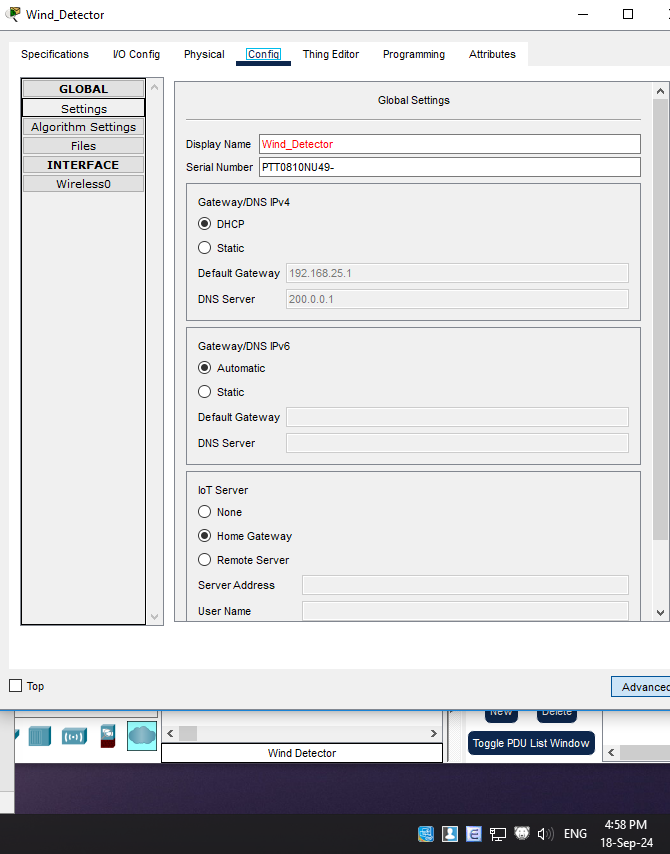 Wind_Detector
Specifications I/O Config Physical Config Thing Editor Programming Attributes
GLOBAL
Settings
Algorithm Settings
Files
INTERFACE
Wireless0
Global Settings
Display Name Wind_Detector
Serial Number PTT0810NU49-
Gateway/DNS IPv4
DHCP
Static
Default Gateway 192.168.25.1
DNS Server 200.0.0.1
Gateway/DNS IPv6
Automatic
Static
Default Gateway
DNS Server
IoT Server
None
Home Gateway
Remote Server
Server Address
User Name
Top
Advanced
New Delete
Toggle PDU List Window
Wind Detector
ENG
4:58 PM
18-Sep-24